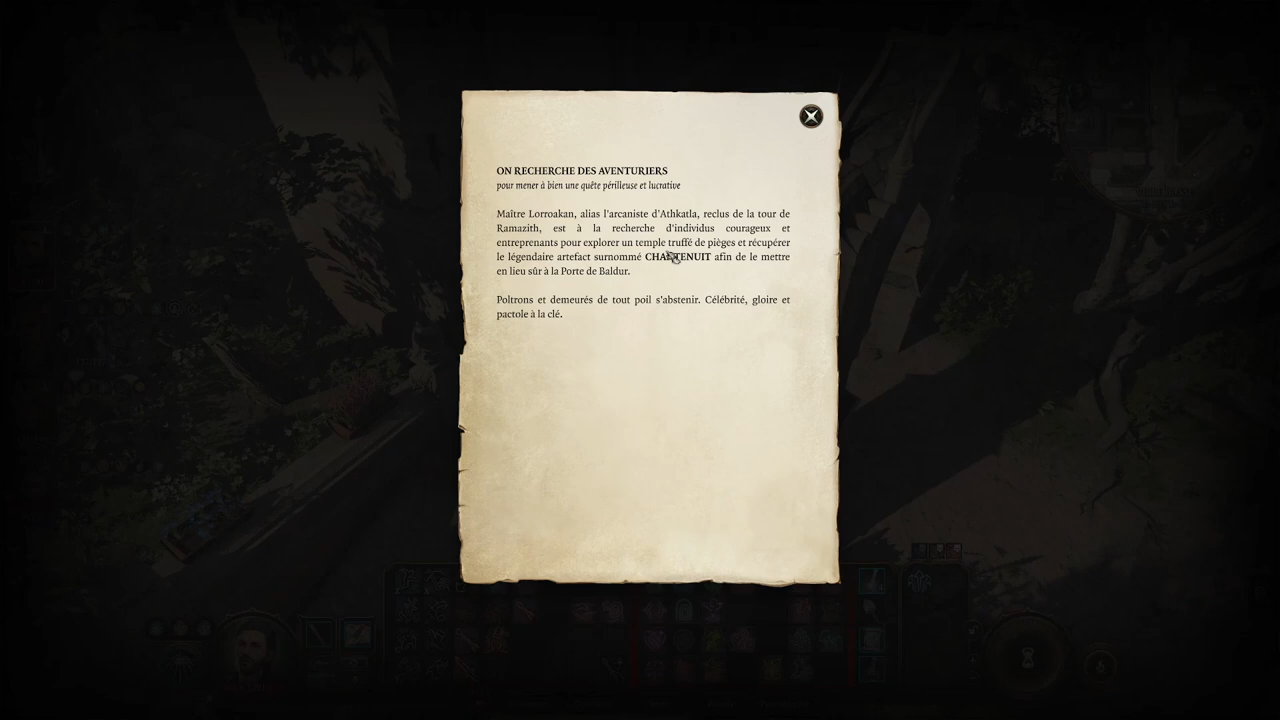 ON RECHERCHE DES AVENTURIERS
pour mener à bien une quête périlleuse et lucrative
Maître Lorroakan, alias l'arcaniste d'Athkatla, reclus de la tour de
Ramazith, est à la recherche d'individus courageux et
entreprenants pour explorer un temple truffé de pièges et récupérer
le légendaire artefact surnommé CHANTENUIT afin de le mettre
en lieu sûr à la Porte de Baldur.
Poltrons et demeurés de tout poil s'abstenir. Célébrité, gloire et
pactole à la clé.